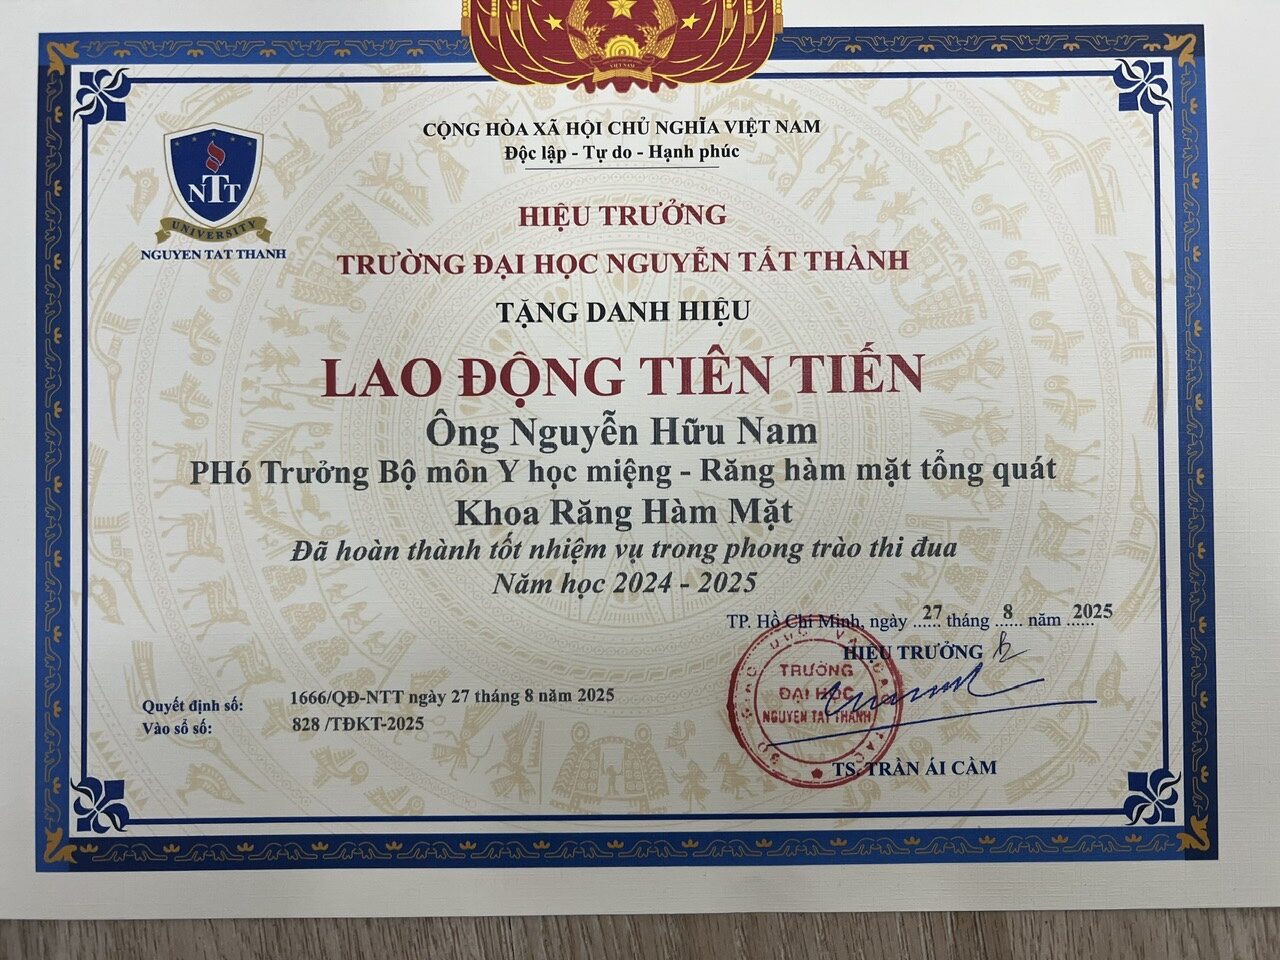 VIỆT NAM
CỘNG HÒA XÃ HỘI CHỦ NGHĨA VIỆT NAM
Độc lập - Tự do - Hạnh phúc
NTT
UNIVERSITY
NGUYEN TAT THANH
HIỆU TRƯỞNG
TRƯỜNG ĐẠI HỌC NGUYỄN TẤT THÀNH
TẶNG DANH HIỆU
LAO ĐỘNG TIÊN TIẾN
Ông Nguyễn Hữu Nam
PHó Trưởng Bộ môn Y học miệng - Răng hàm mặt tổng quát
Khoa Răng Hàm Mặt
Đã hoàn thành tốt nhiệm vụ trong phong trào thi đua
Năm học 2024 - 2025
TP. Hồ Chí Minh, ngày 27 tháng 8 năm 2025
HIỆU TRƯỞNG
TRƯỜNG
ĐẠI HỌC
NGUYỄN TẤT THÀNH
Quyết định số: 1666/QĐ-NTT ngày 27 tháng 8 năm 2025
Vào sổ số: 828 /TĐKT-2025
TS. TRẦN ÁI CẦM